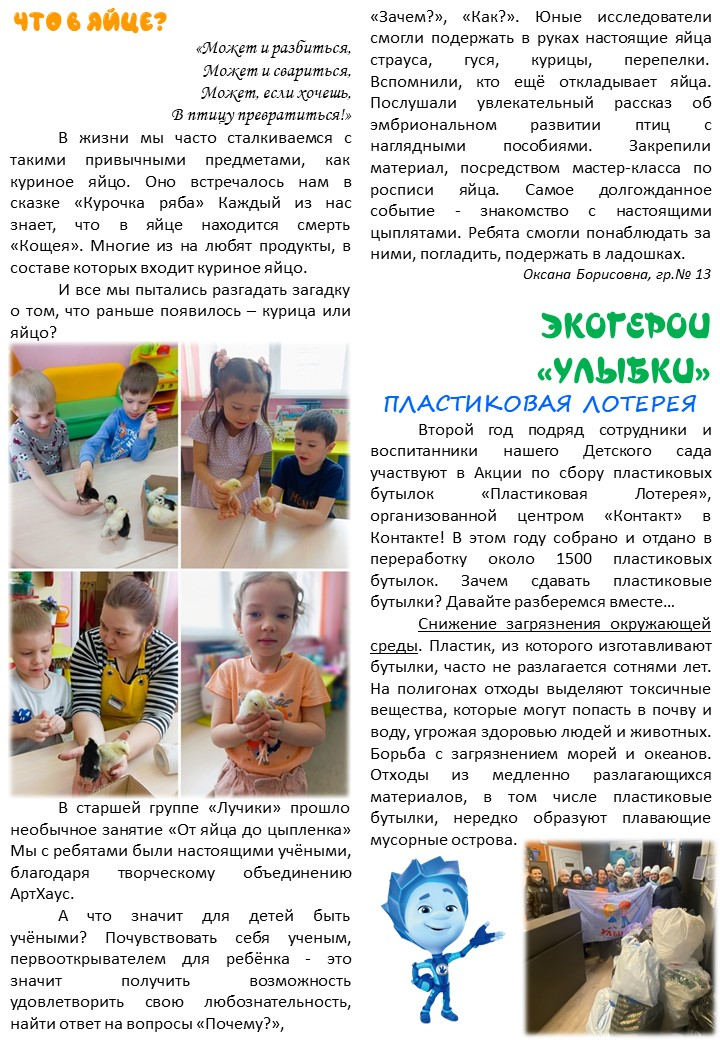 ЧТО В ЯЙЦЕ?
«Может и разбиться,
Может и свариться,
Может, если хочешь,
В птицу превратиться!»
В жизни мы часто сталкиваемся с
такими привычными предметами, как
куриное яйцо. Оно встречалось нам в
сказке «Курочка ряба» Каждый из нас
знает, что в яйце находится смерть
«Кощея». Многие из на любят продукты, в
составе которых входит куриное яйцо.
И все мы пытались разгадать загадку
о том, что раньше появилось – курица или
яйцо?
В старшей группе «Лучики» прошло
необычное занятие «От яйца до цыпленка»
Мы с ребятами были настоящими учёными,
благодаря творческому объединению
АртХаус.
А что значит для детей быть
учёными? Почувствовать себя ученым,
первооткрывателем для ребёнка - это
значит получить возможность
удовлетворить свою любознательность,
найти ответ на вопросы «Почему?»,
«Зачем?», «Как?». Юные исследователи
смогли подержать в руках настоящие яйца
страуса, гуся, курицы, перепелки.
Вспомнили, кто ещё откладывает яйца.
Послушали увлекательный рассказ об
эмбриональном развитии птиц с
наглядными пособиями. Закрепили
материал, посредством мастер-класса по
росписи яйца. Самое долгожданное
событие - знакомство с настоящими
цыплятами. Ребята смогли понаблюдать за
ними, погладить, подержать в ладошках.
Оксана Борисовна, гр.№ 13
ЭКОГЕРОИ
«УЛЫБКИ»
ПЛАСТИКОВАЯ ЛОТЕРЕЯ
Второй год подряд сотрудники и
воспитанники нашего Детского сада
участвуют в Акции по сбору пластиковых
бутылок «Пластиковая Лотерея»,
организованной центром «Контакт» в
Контакте! В этом году собрано и отдано в
переработку около 1500 пластиковых
бутылок. Зачем сдавать пластиковые
бутылки? Давайте разберемся вместе…
Снижение загрязнения окружающей
среды. Пластик, из которого изготавливают
бутылки, часто не разлагается сотнями лет.
На полигонах отходы выделяют токсичные
вещества, которые могут попасть в почву и
воду, угрожая здоровью людей и животных.
Борьба с загрязнением морей и океанов.
Отходы из медленно разлагающихся
материалов, в том числе пластиковые
бутылки, нередко образуют плавающие
мусорные острова.